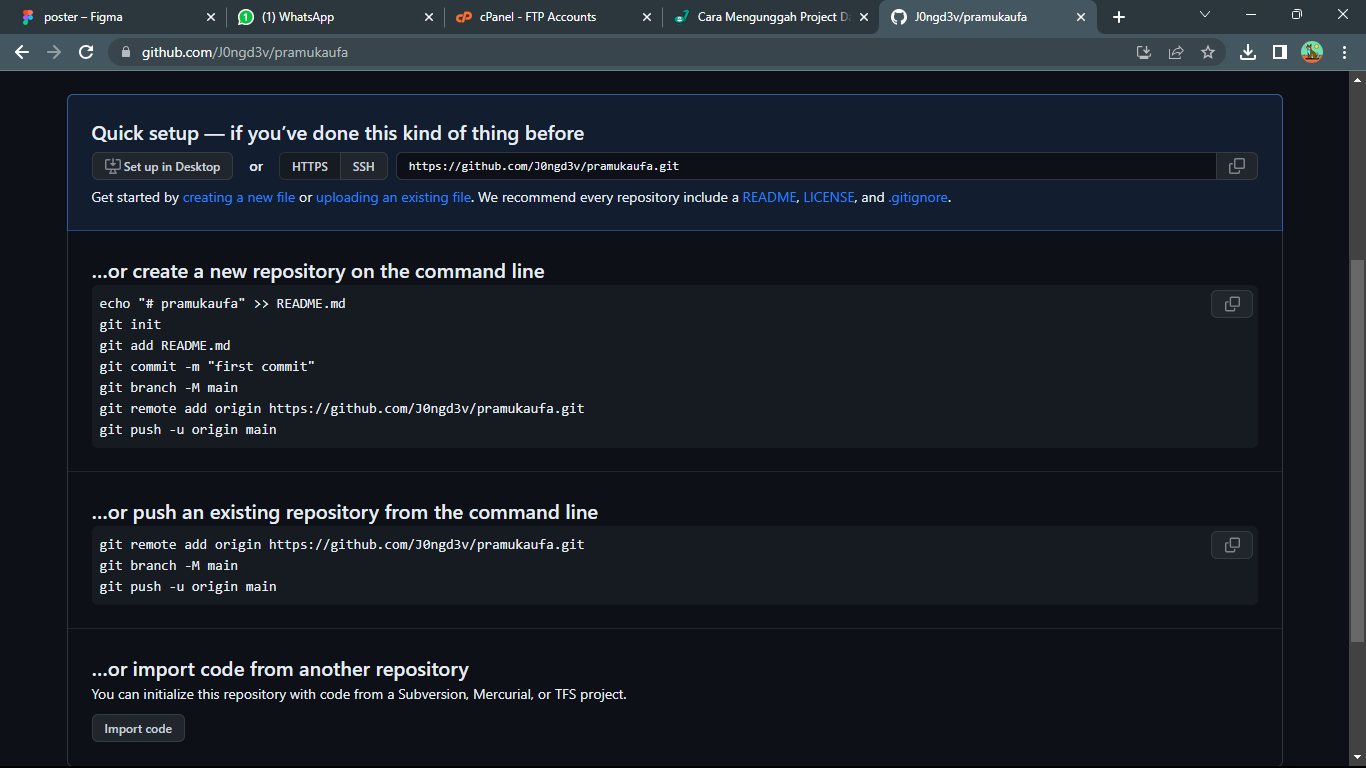 poster – Figma
(1) WhatsApp
cPanel - FTP Accounts
Cara Mengunggah Project D
J0ngd3v/pramukaufa
github.com/J0ngd3v/pramukaufa
Quick setup — if you've done this kind of thing before
Set up in Desktop or HTTPS SSH https://github.com/J0ngd3v/pramukaufa.git
Get started by creating a new file or uploading an existing file. We recommend every repository include a README, LICENSE, and .gitignore.
…or create a new repository on the command line
echo "# pramukaufa" >> README.md
git init
git add README.md
git commit -m "first commit"
git branch -M main
git remote add origin https://github.com/J0ngd3v/pramukaufa.git
git push -u origin main
…or push an existing repository from the command line
git remote add origin https://github.com/J0ngd3v/pramukaufa.git
git branch -M main
git push -u origin main
…or import code from another repository
You can initialize this repository with code from a Subversion, Mercurial, or TFS project.
Import code